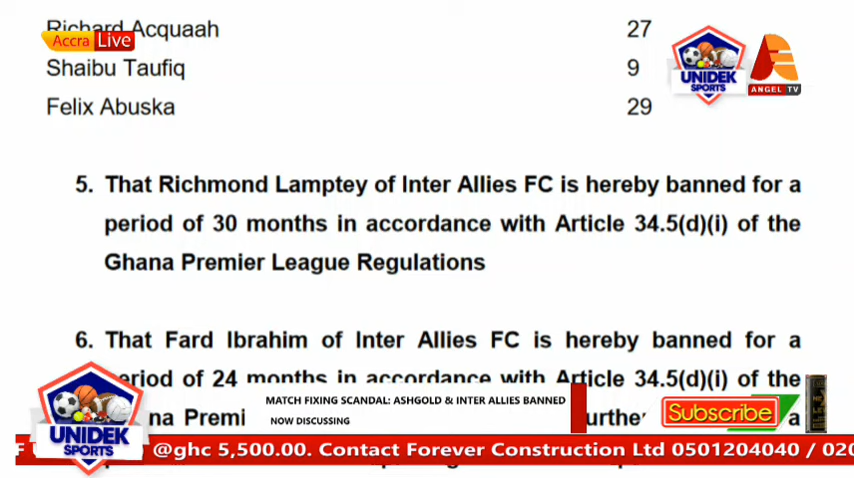 Richard Acquaah 27
Accra Live
Shaibu Taufiq 9
Felix Abuska 29
UNIDEK
SPORTS
ANGEL TV
5. That Richmond Lamptey of Inter Allies FC is hereby banned for a
period of 30 months in accordance with Article 34.5(d)(i) of the
Ghana Premier League Regulations
6. That Fard Ibrahim of Inter Allies FC is hereby banned for a
period of 24 months in accordance with Article 34.5(d)(i) of the
MATCH FIXING SCANDAL: ASHGOLD & INTER ALLIES BANNED
NOW DISCUSSING
Subscribe
a
UNIDEK
SPORTS
@ghc 5,500.00. Contact Forever Construction Ltd 0501204040 / 020